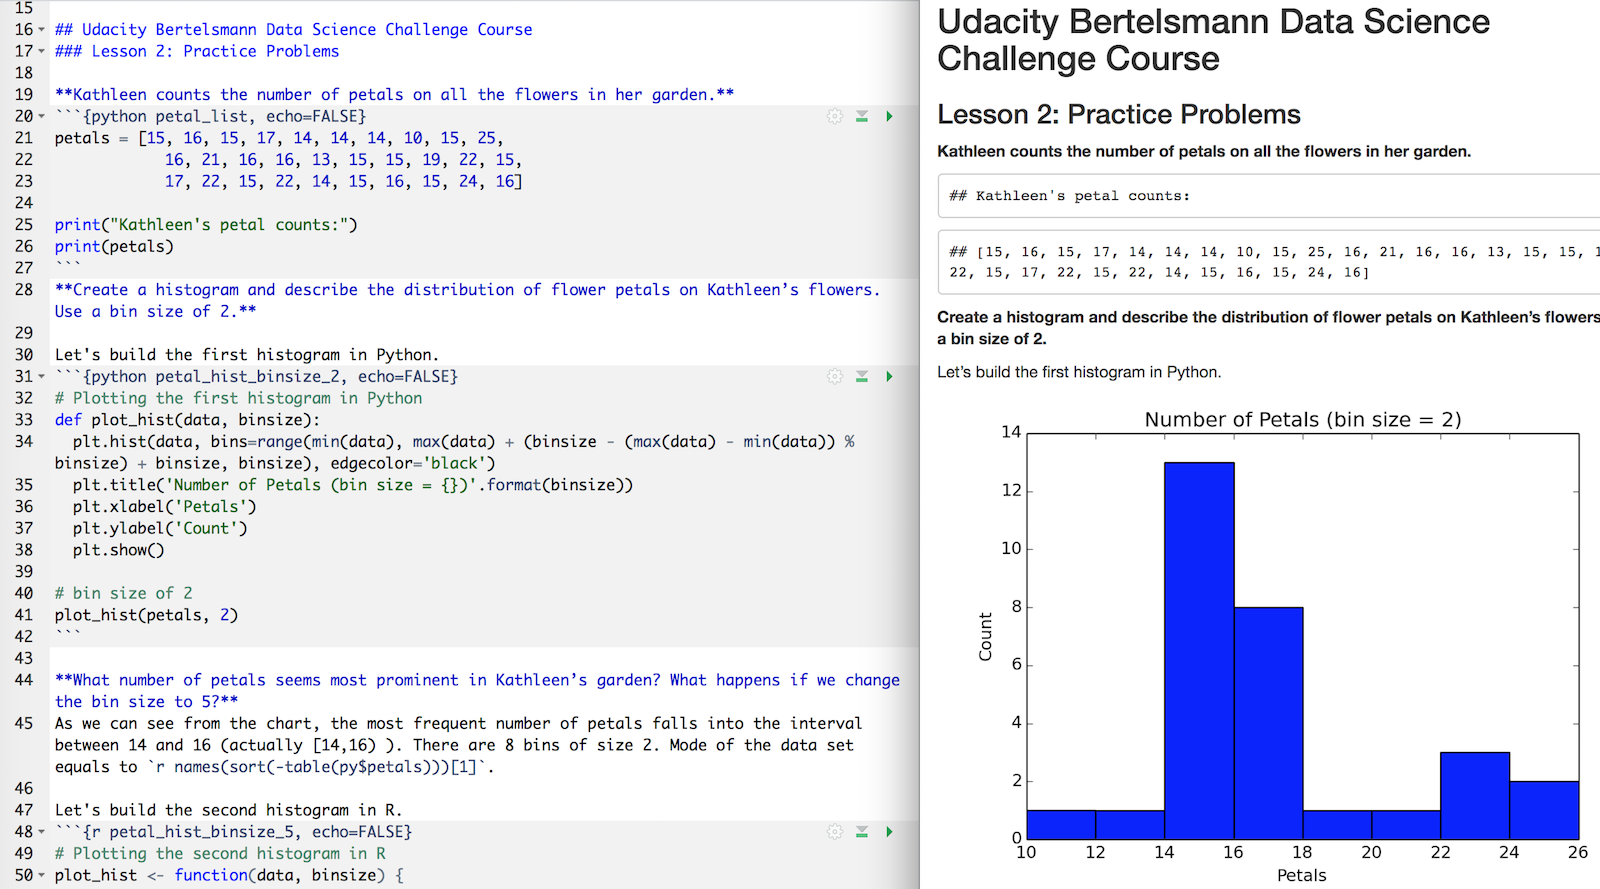 15
16 ## Udacity Bertelsmann Data Science Challenge Course
17 ### Lesson 2: Practice Problems
18
19 **Kathleen counts the number of petals on all the flowers in her garden.**
20 ```{python petal_list, echo=FALSE}
21 petals = [15, 16, 15, 17, 14, 14, 14, 10, 15, 25,
22 16, 21, 16, 16, 13, 15, 15, 19, 22, 15,
23 17, 22, 15, 22, 14, 15, 16, 15, 24, 16]
24
25 print("Kathleen's petal counts:")
26 print(petals)
27 ```
28 **Create a histogram and describe the distribution of flower petals on Kathleen’s flowers.
Use a bin size of 2.**
29
30 Let's build the first histogram in Python.
31 ```{python petal_hist_binsize_2, echo=FALSE}
32 # Plotting the first histogram in Python
33 def plot_hist(data, binsize):
34 plt.hist(data, bins=range(min(data), max(data) + (binsize - (max(data) - min(data)) %
binsize) + binsize, binsize), edgecolor='black')
35 plt.title('Number of Petals (bin size = {})'.format(binsize))
36 plt.xlabel('Petals')
37 plt.ylabel('Count')
38 plt.show()
39
40 # bin size of 2
41 plot_hist(petals, 2)
42 ```
43
44 **What number of petals seems most prominent in Kathleen’s garden? What happens if we change
the bin size to 5?**
45 As we can see from the chart, the most frequent number of petals falls into the interval
between 14 and 16 (actually [14,16) ). There are 8 bins of size 2. Mode of the data set
equals to `r names(sort(-table(py$petals)))[1]`.
46
47 Let's build the second histogram in R.
48 ```{r petal_hist_binsize_5, echo=FALSE}
49 # Plotting the second histogram in R
50 plot_hist <- function(data, binsize) {
Udacity Bertelsmann Data Science
Challenge Course
Lesson 2: Practice Problems
Kathleen counts the number of petals on all the flowers in her garden.
## Kathleen's petal counts:
## [15, 16, 15, 17, 14, 14, 14, 10, 15, 25, 16, 21, 16, 16, 13, 15, 15, 1
22, 15, 17, 22, 15, 22, 14, 15, 16, 15, 24, 16]
Create a histogram and describe the distribution of flower petals on Kathleen’s flowers
a bin size of 2.
Let’s build the first histogram in Python.
Number of Petals (bin size = 2)
14
12
10
8
6
4
2
0
Count
10 12 14 16 18 20 22 24 26
Petals